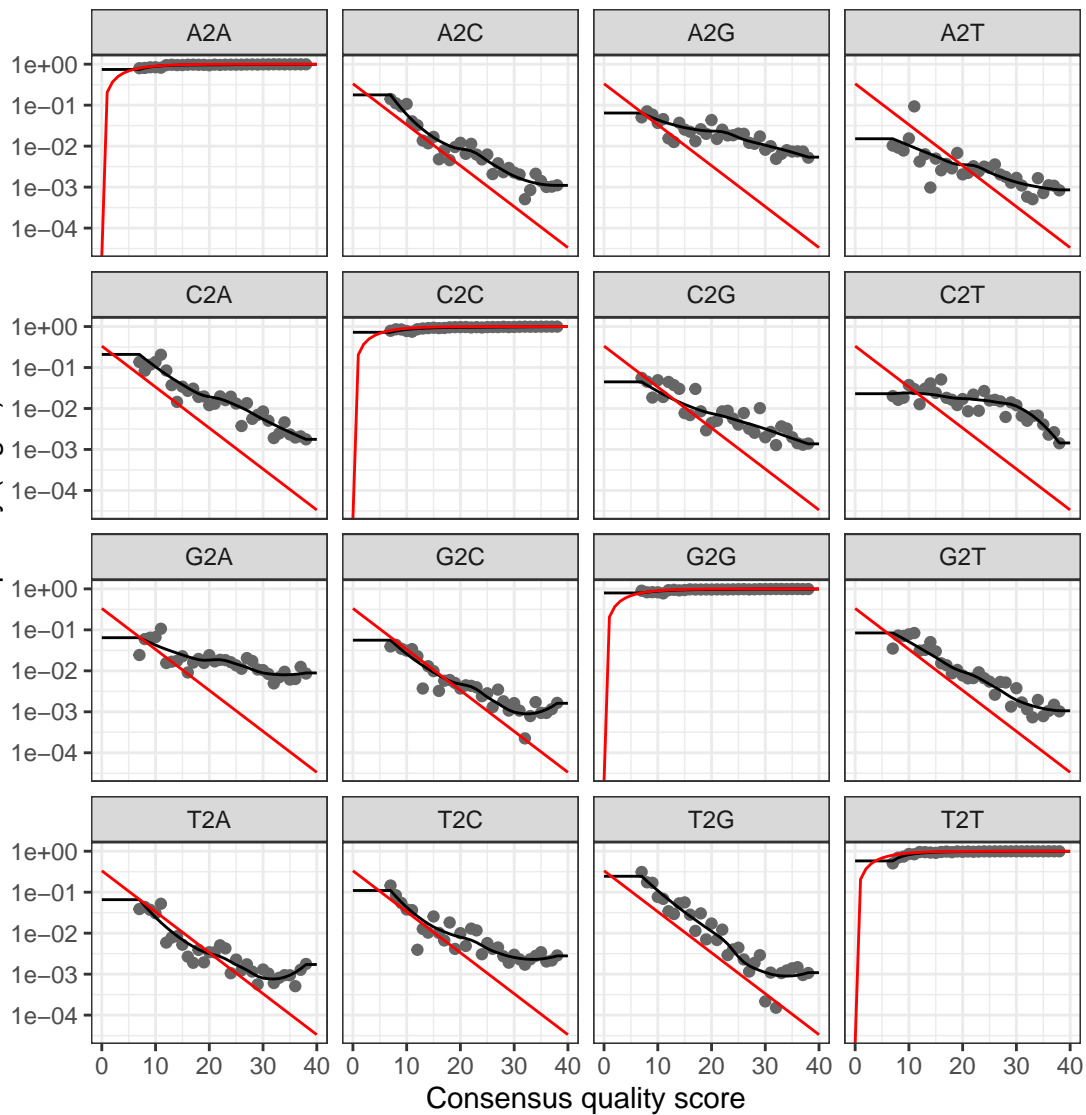 A2A A2C A2G A2T
1e+00
1e−01
1e−02
1e−03
1e−04
C2A C2C C2G C2T
1e+00
1e−01
1e−02
1e−03
1e−04
G2A G2C G2G G2T
1e+00
1e−01
1e−02
1e−03
1e−04
T2A T2C T2G T2T
1e+00
1e−01
1e−02
1e−03
1e−04
0 10 20 30 40 0 10 20 30 40 0 10 20 30 40 0 10 20 30 40
Consensus quality score